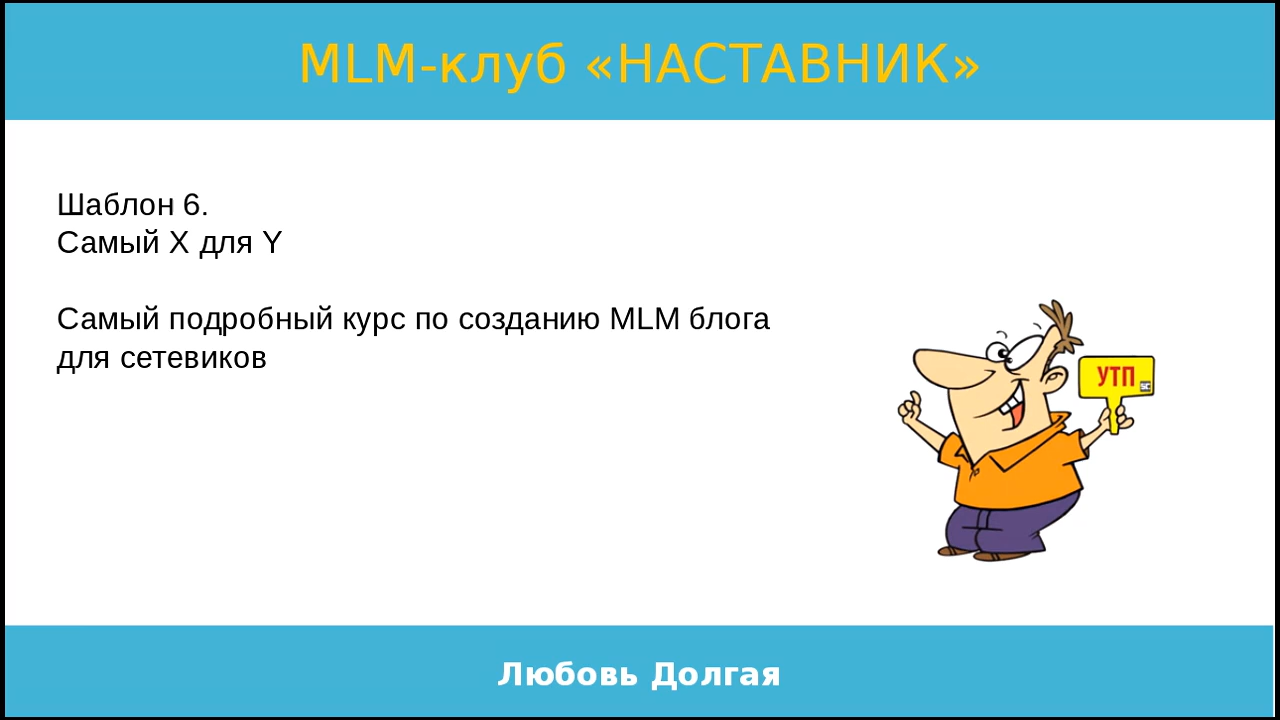 MLM-клуб «НАСТАВНИК»
Шаблон 6.
Самый X для Y
Самый подробный курс по созданию MLM блога
для сетевиков
УТП
Любовь Долгая